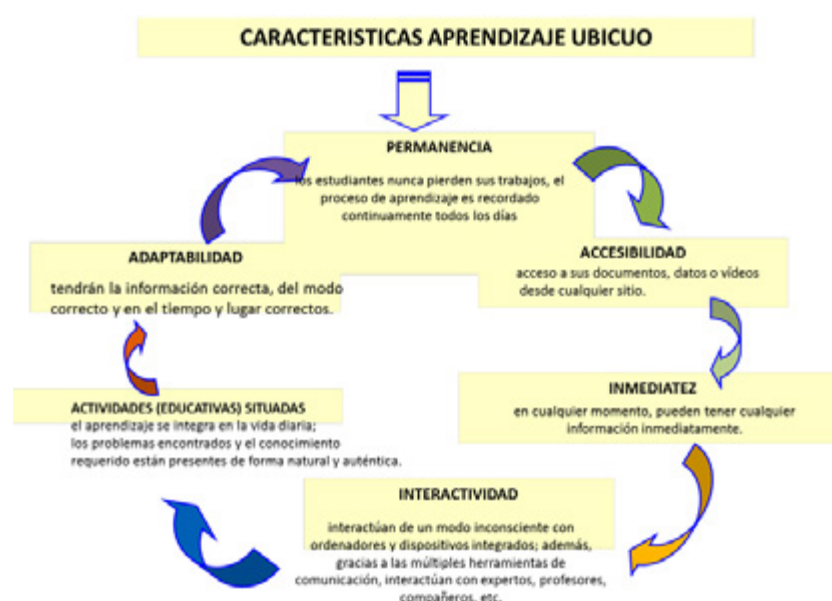 CARACTERISTICAS APRENDIZAJE UBICUO
PERMANENCIA
los estudiantes nunca pierden sus trabajos, el
proceso de aprendizaje es recordado
continuamente todos los días
ACCESIBILIDAD
acceso a sus documentos, datos o vídeos
desde cualquier sitio.
INMEDIATEZ
en cualquier momento, pueden tener cualquier
información inmediatamente.
INTERACTIVIDAD
interactúan de un modo inconsciente con
ordenadores y dispositivos integrados; además,
gracias a las múltiples herramientas de
comunicación, interactúan con expertos, profesores,
compañeros, etc.
ACTIVIDADES (EDUCATIVAS) SITUADAS
el aprendizaje se integra en la vida diaria;
los problemas encontrados y el conocimiento
requerido están presentes de forma natural y auténtica.
ADAPTABILIDAD
tendrán la información correcta, del modo
correcto y en el tiempo y lugar correctos.